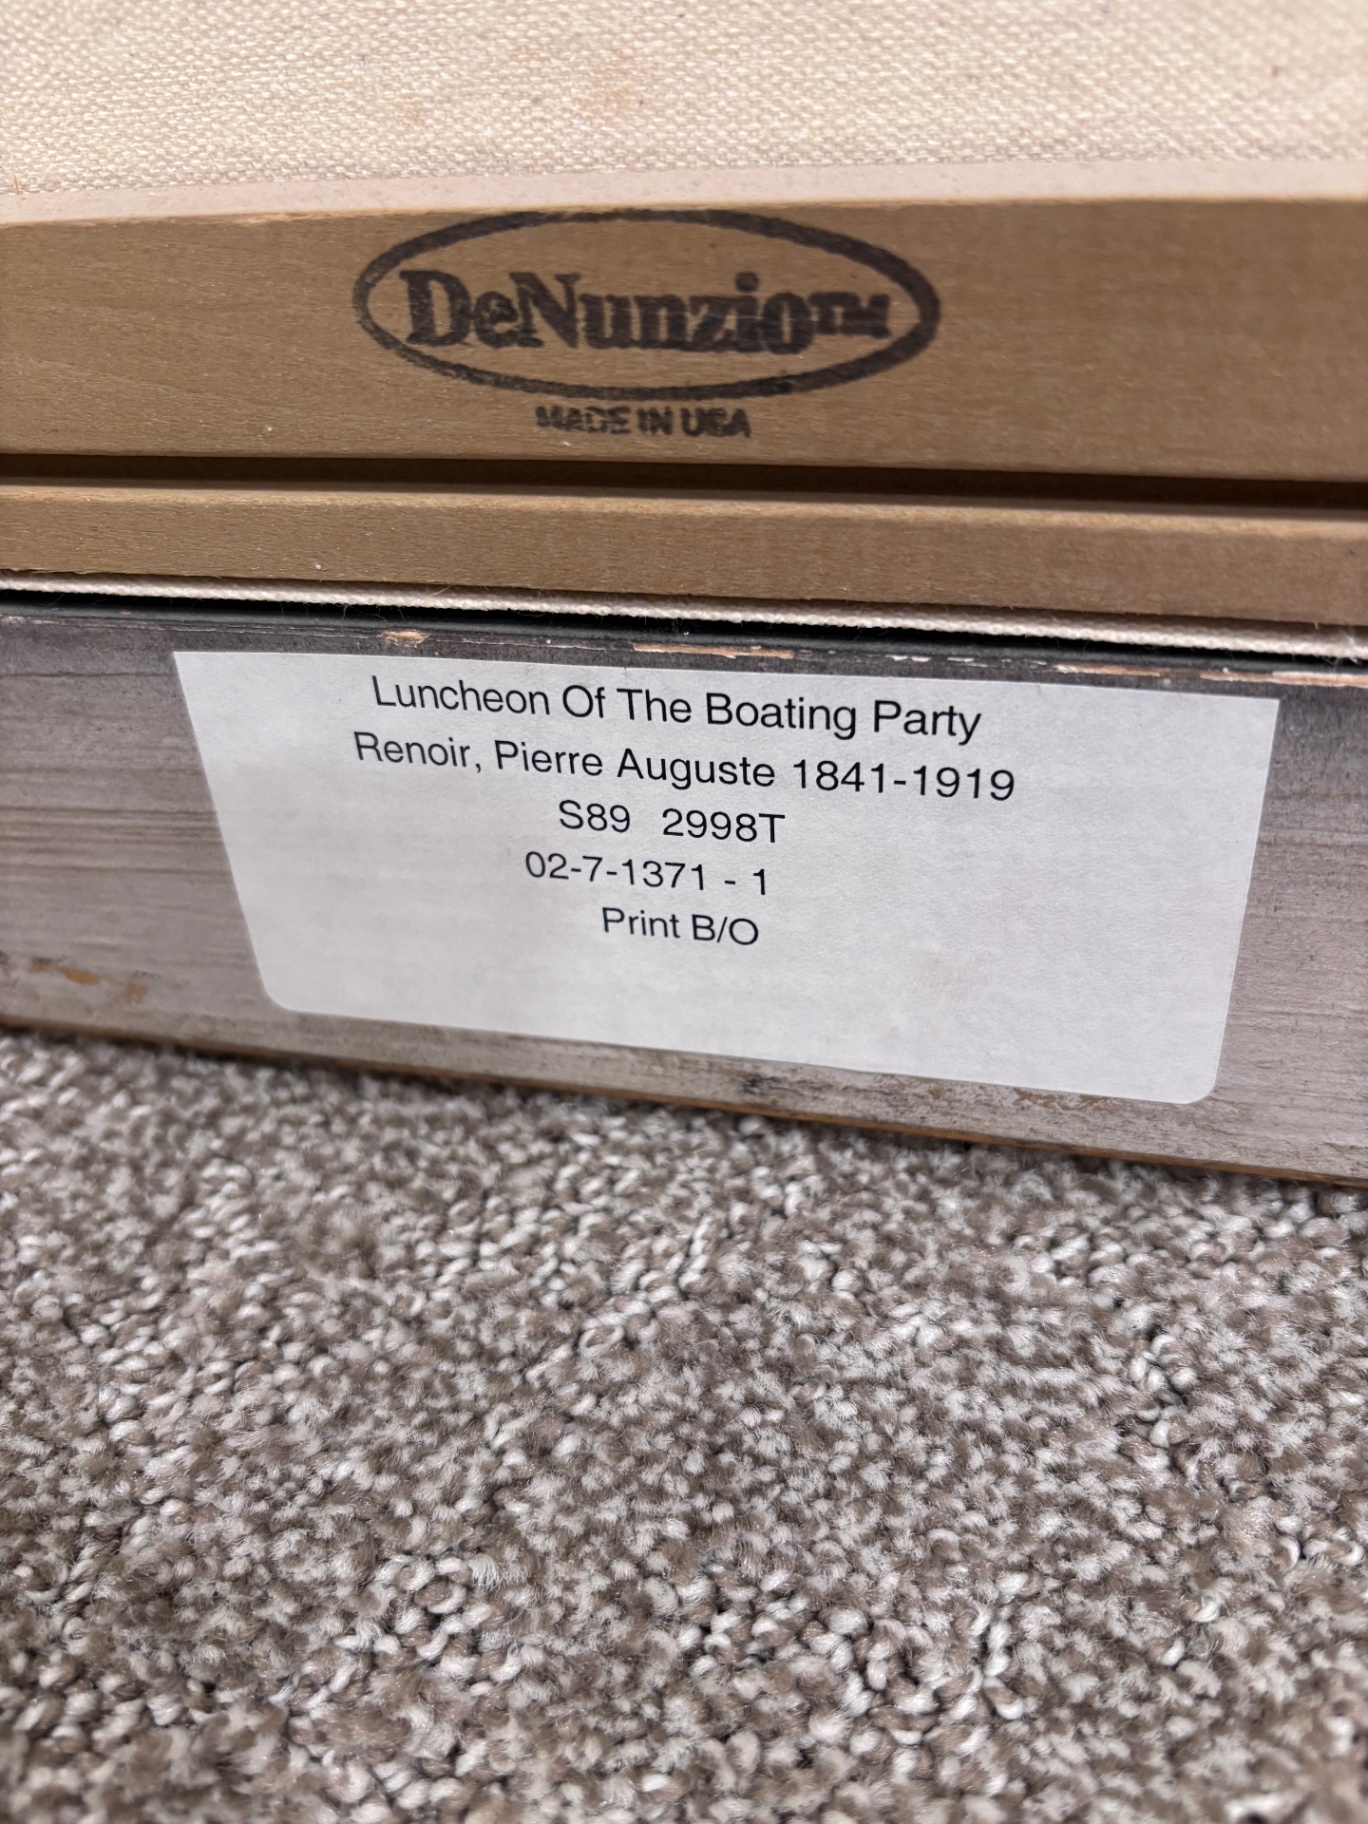 DeNunzio™
MADE IN USA
Luncheon Of The Boating Party
Renoir, Pierre Auguste 1841-1919
S89 2998T
02-7-1371 - 1
Print B/O